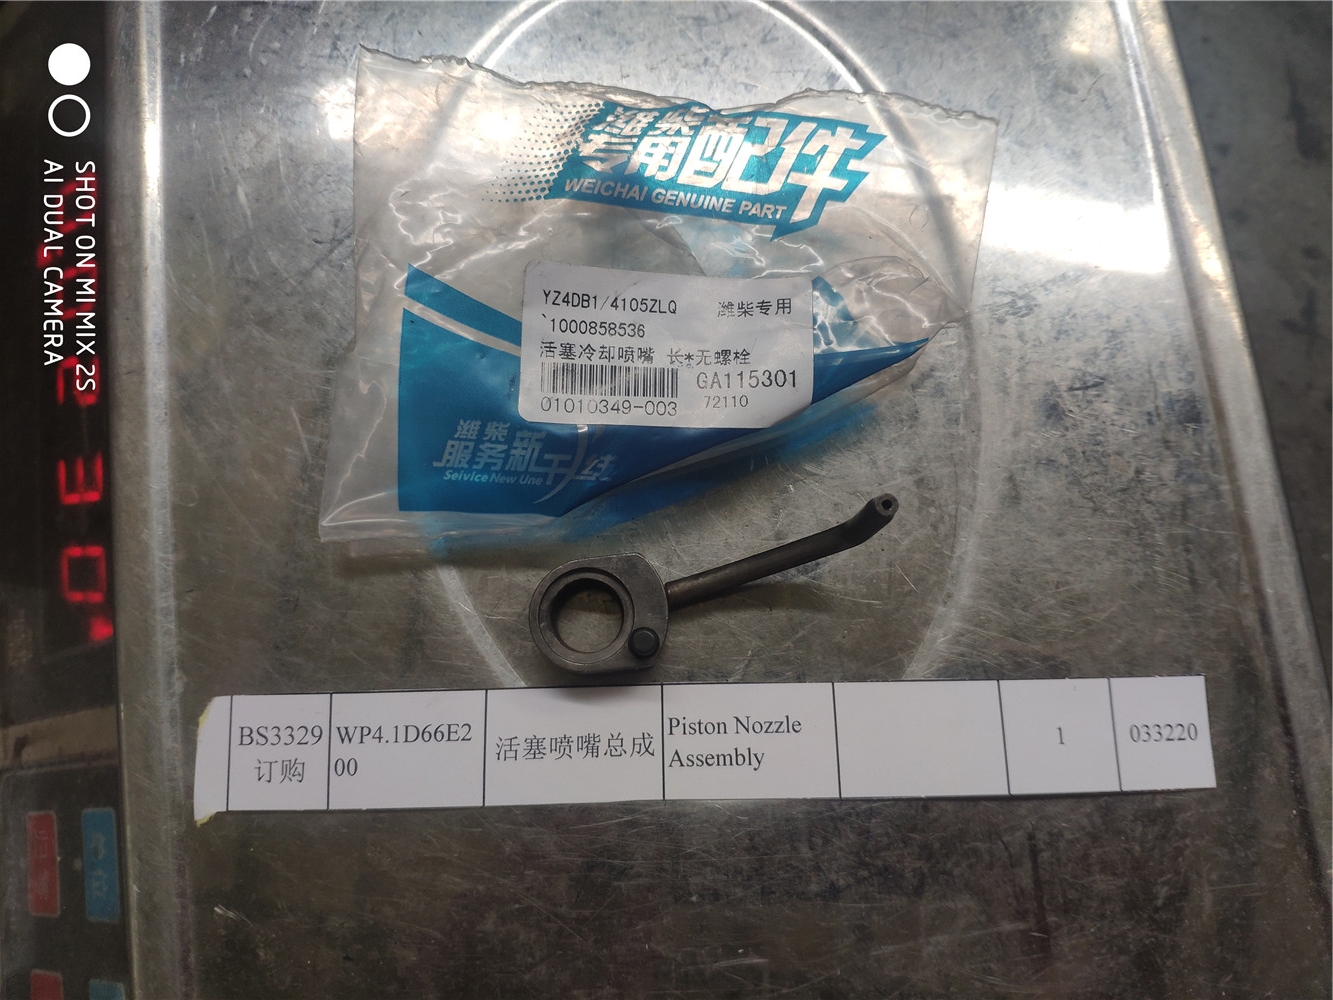 SHOT ON MI MIX 2S
AI DUAL CAMERA
潍柴
专用配件
WEICHAI GENUINE PART
YZ4DB1/4105ZLQ 潍柴专用
`1000858536
活塞冷却喷嘴 长*无螺栓
GA115301
01010349-003 72110
潍柴
服务新干线
Seivice New Une
BS3329
订购
WP4.1D66E2
00
活塞喷嘴总成
Piston Nozzle
Assembly
1
033220